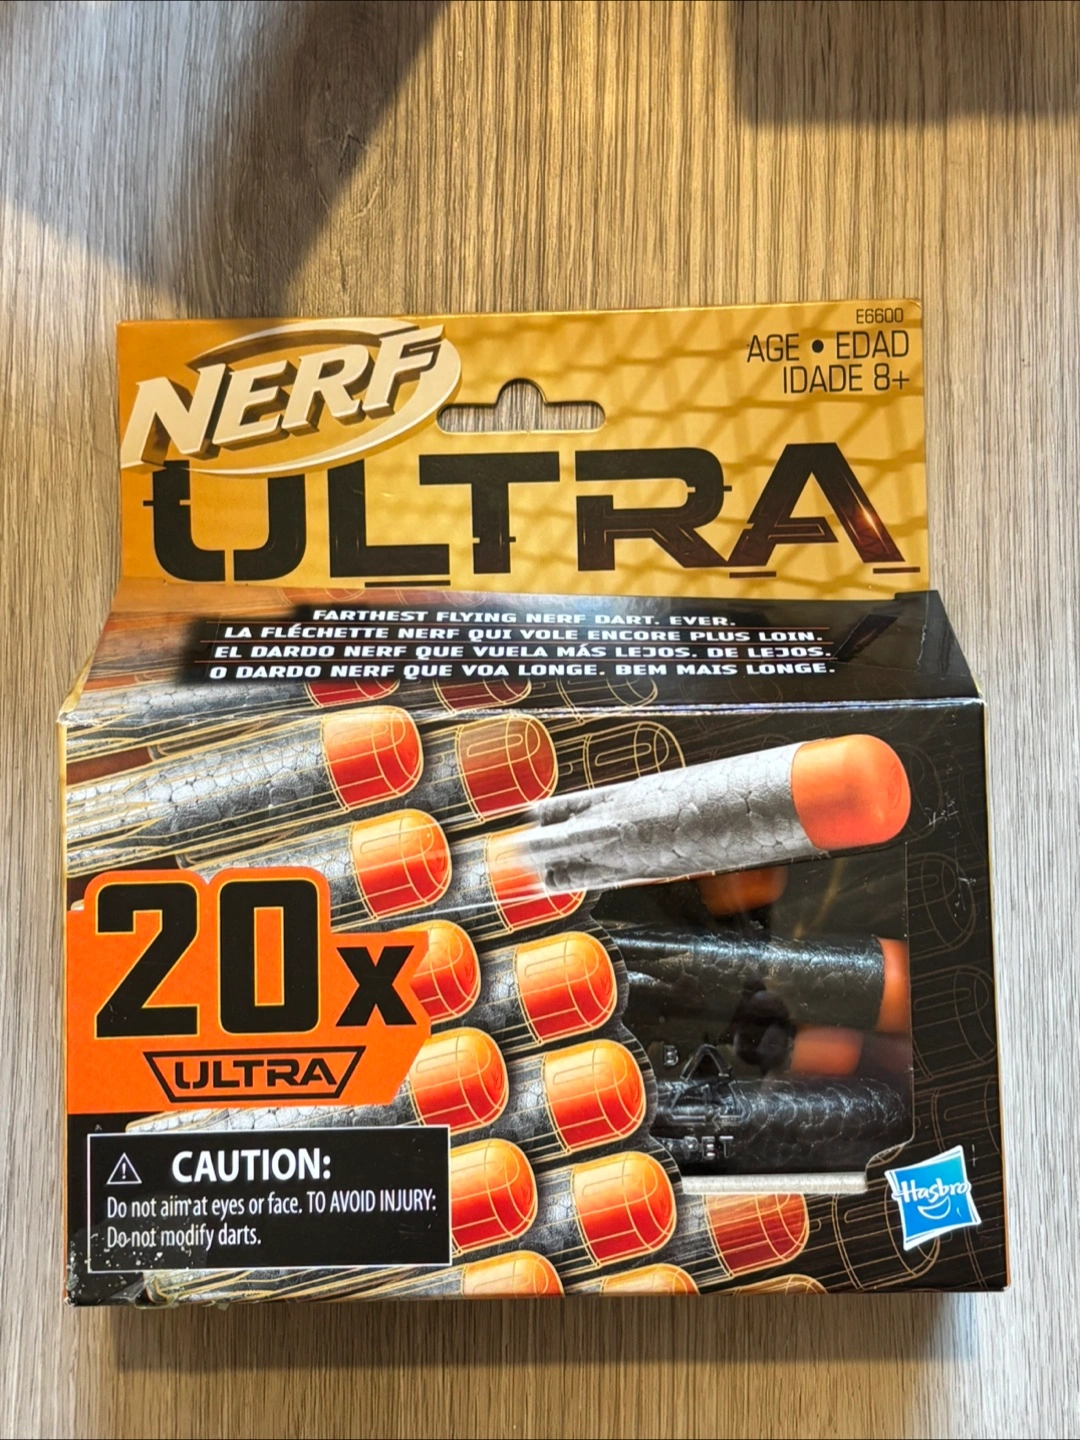 E6600
NERF
AGE • EDAD
IDADE 8+
ULTRA
FARTHEST FLYING NERF DART. EVER.
LA FLÉCHETTE NERF QUI VOLE ENCORE PLUS LOIN.
EL DARDO NERF QUE VUELA MÁS LEJOS. DE LEJOS.
O DARDO NERF QUE VOA LONGE. BEM MAIS LONGE.
20x
ULTRA
CAUTION:
Do not aim at eyes or face. TO AVOID INJURY:
Do not modify darts.
Hasbro